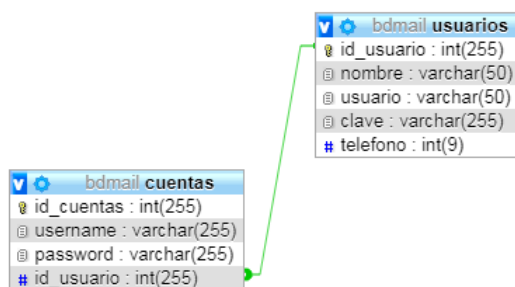 bdmail usuarios
id_usuario : int(255)
nombre : varchar(50)
usuario : varchar(50)
clave : varchar(255)
# telefono : int(9)
bdmail cuentas
id_cuentas : int(255)
username : varchar(255)
password : varchar(255)
# id_usuario : int(255)